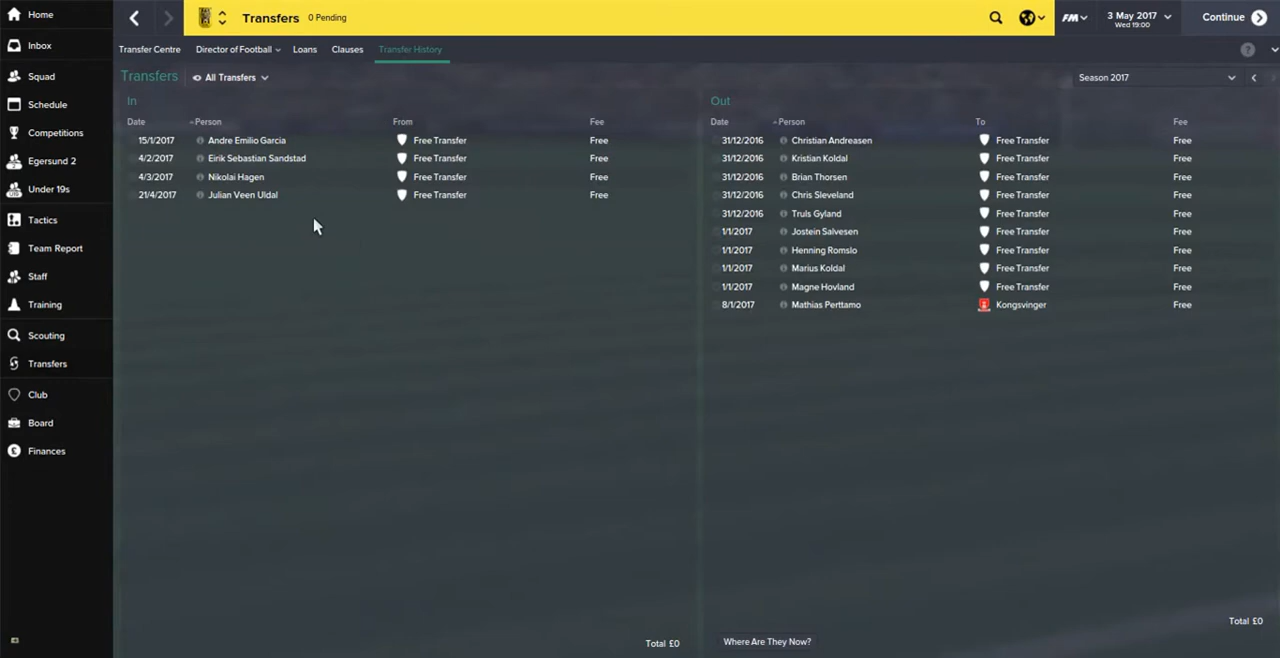 Home
Transfers 0 Pending
FM
3 May 2017
Wed 19:00
Continue
Inbox
Transfer Centre Director of Football Loans Clauses Transfer History
Squad
Transfers All Transfers Season 2017
Schedule
In Out
Date Person From Fee Date Person To Fee
Competitions
15/1/2017 Andre Emilio Garcia Free Transfer Free 31/12/2016 Christian Andreasen Free Transfer Free
Egersund 2
4/2/2017 Eirik Sebastian Sandstad Free Transfer Free 31/12/2016 Kristian Koldal Free Transfer Free
4/3/2017 Nikolai Hagen Free Transfer Free 31/12/2016 Brian Thorsen Free Transfer Free
Under 19s
21/4/2017 Julian Veen Uldal Free Transfer Free 31/12/2016 Chris Sleveland Free Transfer Free
31/12/2016 Truls Gyland Free Transfer Free
Tactics
1/1/2017 Jostein Salvesen Free Transfer Free
Team Report
1/1/2017 Henning Romslo Free Transfer Free
1/1/2017 Marius Koldal Free Transfer Free
Staff
1/1/2017 Magne Hovland Free Transfer Free
Training
8/1/2017 Mathias Perttamo Kongsvinger Free
Scouting
Transfers
Club
Board
Finances
Total £0
Where Are They Now?
Total £0